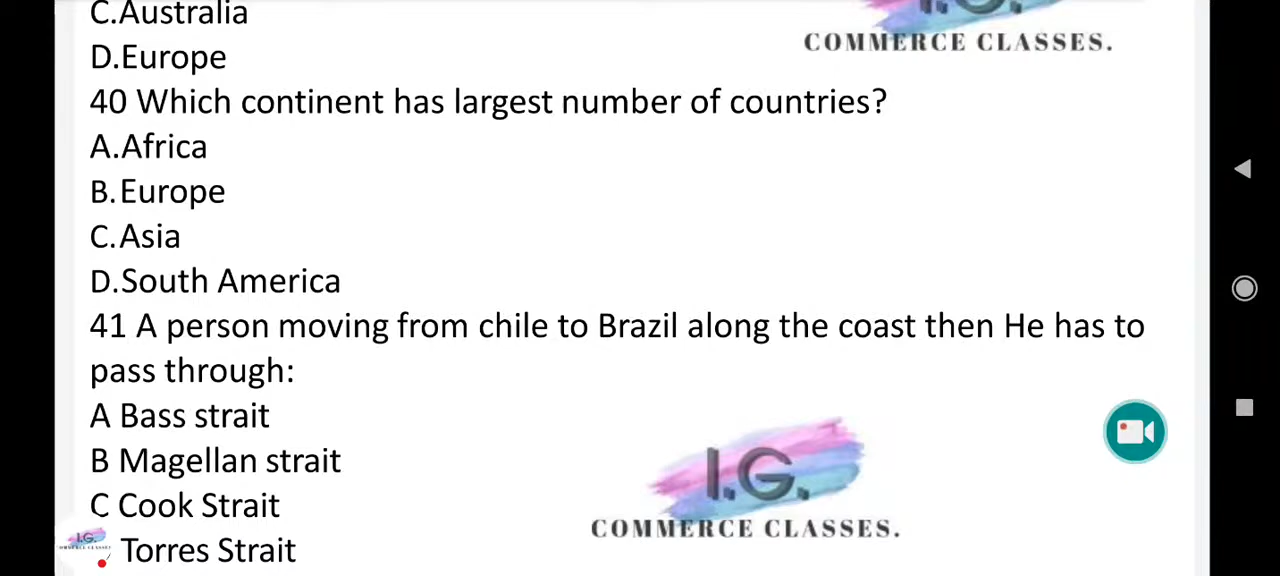 C.Australia
I.G.
COMMERCE CLASSES.
D.Europe
40 Which continent has largest number of countries?
A.Africa
B.Europe
C.Asia
D.South America
41 A person moving from chile to Brazil along the coast then He has to
pass through:
A Bass strait
B Magellan strait
C Cook Strait
Torres Strait
I.G.
COMMERCE CLASSES.
I.G.
COMMERCE CLASSES